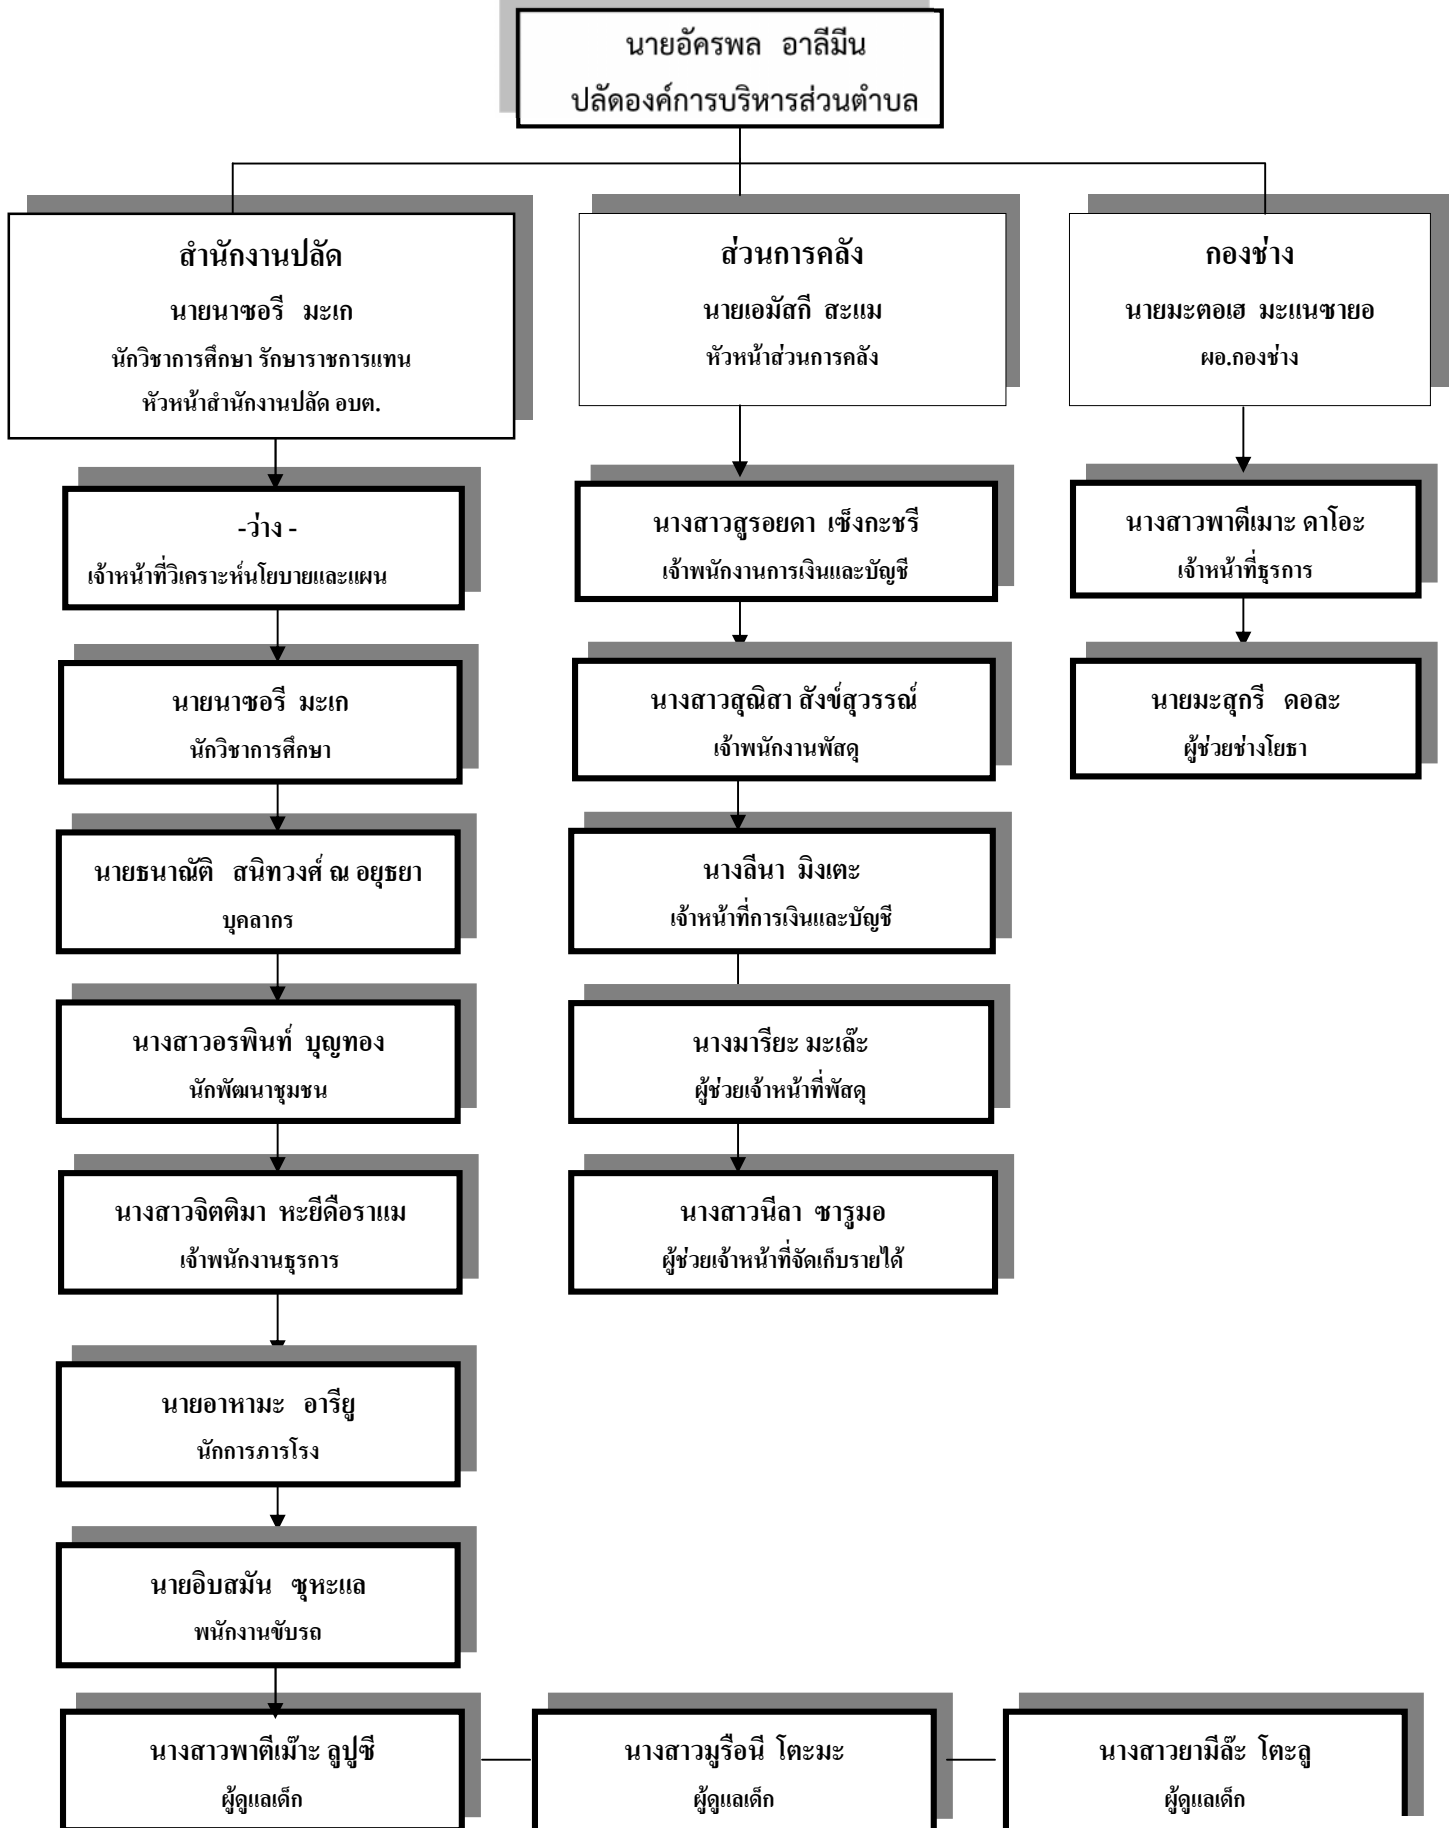 นายอัครพล อาลีมีน
ปลัดองค์การบริหารส่วนตำบล
สำนักงานปลัด
นายนาซอรี มะเก
นักวิชาการศึกษา รักษาราชการแทน
หัวหน้าสำนักงานปลัด อบต.
ส่วนการคลัง
นายเอมัสกี สะแม
หัวหน้าส่วนการคลัง
กองช่าง
นายมะตอเฮ มะแนซายอ
ผอ.กองช่าง
-ว่าง -
เจ้าหน้าที่วิเคราะห์นโยบายและแผน
นางสาวสูรอยดา เซ็งกะชรี
เจ้าพนักงานการเงินและบัญชี
นางสาวพาตีเมาะ ดาโอะ
เจ้าหน้าที่ธุรการ
นายนาซอรี มะเก
นักวิชาการศึกษา
นางสาวสุณิสา สังข์สุวรรณ์
เจ้าพนักงานพัสดุ
นายมะสุกรี ดอละ
ผู้ช่วยช่างโยธา
นายธนาณัติ สนิทวงศ์ ณ อยุธยา
บุคลากร
นางลีนา มิงเตะ
เจ้าหน้าที่การเงินและบัญชี
นางสาวอรพินท์ บุญทอง
นักพัฒนาชุมชน
นางมารียะ มะเล๊ะ
ผู้ช่วยเจ้าหน้าที่พัสดุ
นางสาวจิตติมา หะยีดือราแม
เจ้าพนักงานธุรการ
นางสาวนีลา ซารูมอ
ผู้ช่วยเจ้าหน้าที่จัดเก็บรายได้
นายอาหามะ อารียู
นักการภารโรง
นายอิบสมัน ซุหะแล
พนักงานขับรถ
นางสาวพาตีเม๊าะ ลูปูซี
ผู้ดูแลเด็ก
นางสาวมูรีอนี โตะมะ
ผู้ดูแลเด็ก
นางสาวยามีล๊ะ โตะลู
ผู้ดูแลเด็ก